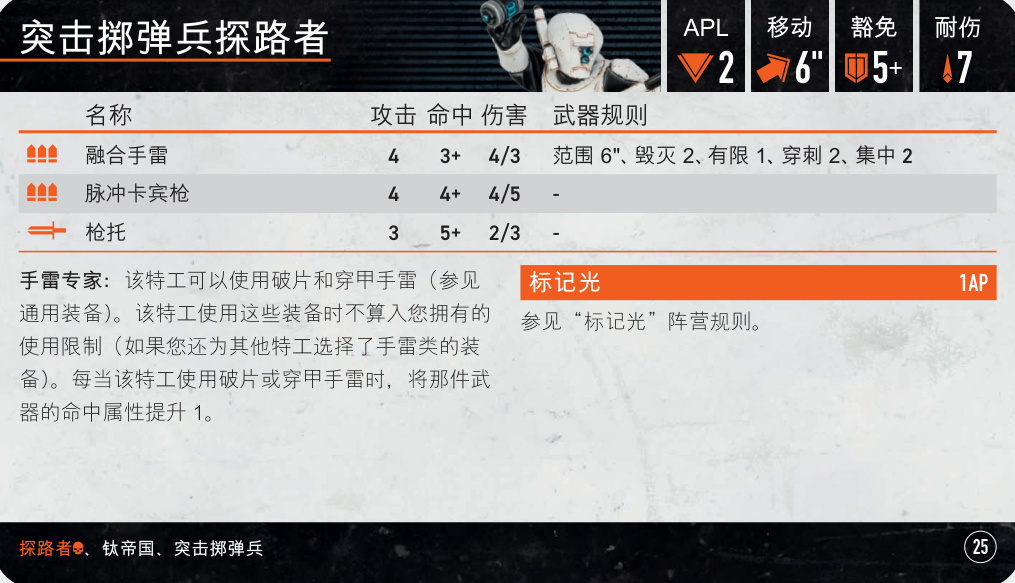 突击掷弹兵探路者
APL 移动 豁免 耐伤
2 6" 5+ 7
名称 攻击 命中 伤害 武器规则
融合手雷 4 3+ 4/3 范围 6"、毁灭 2、有限 1、穿刺 2、集中 2
脉冲卡宾枪 4 4+ 4/5 -
枪托 3 5+ 2/3 -
手雷专家：该特工可以使用破片和穿甲手雷（参见
通用装备）。该特工使用这些装备时不算入您拥有的
使用限制（如果您还为其他特工选择了手雷类的装
备）。每当该特工使用破片或穿甲手雷时，将那件武
器的命中属性提升 1。
标记光 1AP
参见“标记光”阵营规则。
探路者、钛帝国、突击掷弹兵
25